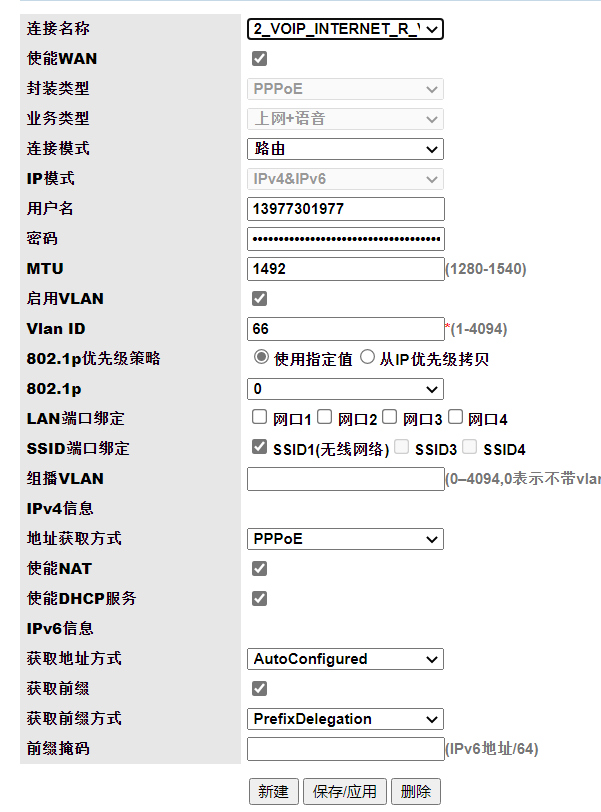 连接名称 2_VOIP_INTERNET_R_V
使能WAN
封装类型 PPPoE
业务类型 上网+语音
连接模式 路由
IP模式 IPv4&IPv6
用户名 13977301977
密码 ••••••••••••••••••••••••••••••••••••
MTU 1492 (1280-1540)
启用VLAN
Vlan ID 66 *(1-4094)
802.1p优先级策略 使用指定值 从IP优先级拷贝
802.1p 0
LAN端口绑定 网口1 网口2 网口3 网口4
SSID端口绑定 SSID1(无线网络) SSID3 SSID4
组播VLAN (0–4094,0表示不带vlan
IPv4信息
地址获取方式 PPPoE
使能NAT
使能DHCP服务
IPv6信息
获取地址方式 AutoConfigured
获取前缀
获取前缀方式 PrefixDelegation
前缀掩码 (IPv6地址/64)
新建 保存/应用 删除